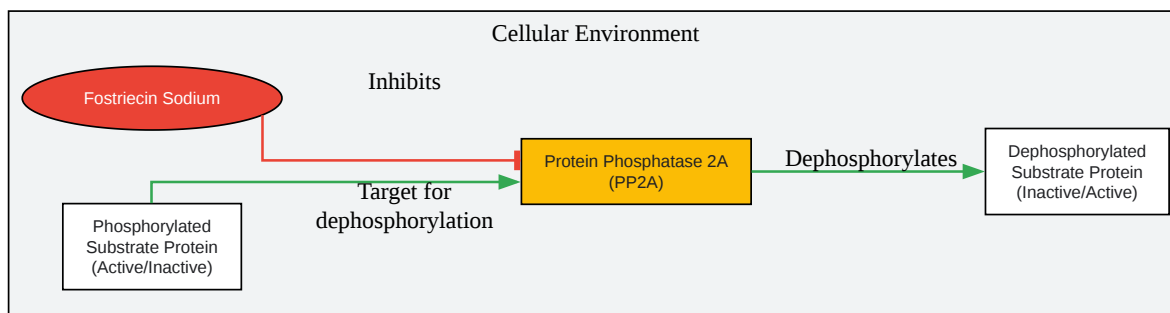 Cellular Environment
Inhibits
Fostriecin Sodium
Protein Phosphatase 2A
(PP2A)
Dephosphorylates
Dephosphorylated
Substrate Protein
(Inactive/Active)
Target for
dephosphorylation
Phosphorylated
Substrate Protein
(Active/Inactive)